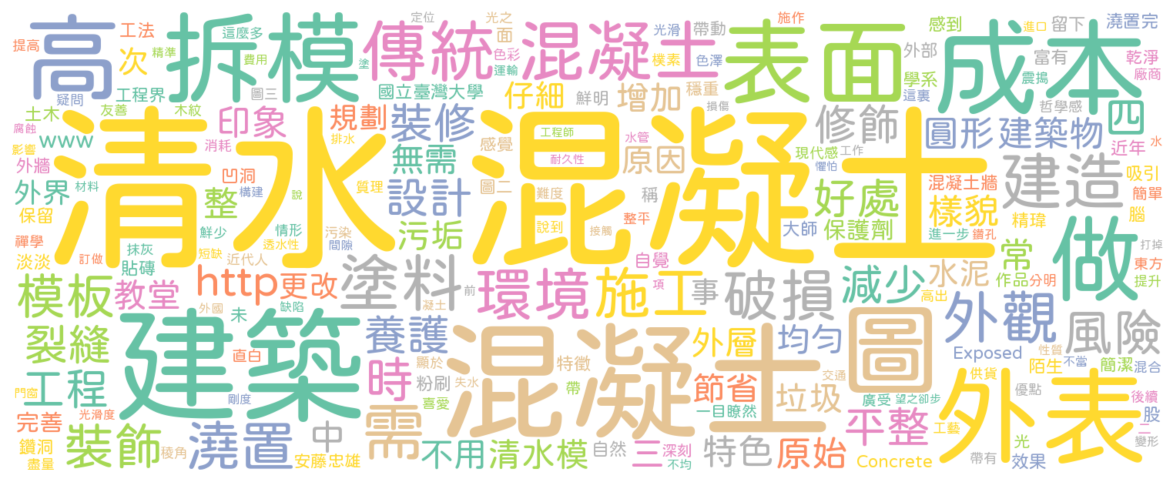 清水混凝土
混凝土
建築
外表
成本
表面
拆模
高
傳統混凝土
圖
做
建造
塗料
環境
施工
破損
需
時
外觀
風險
四
圓形建築物
修飾
好處
樣貌
常
減少
水泥
事
原因
增加
仔細
裝修
無需
設計
規劃
印象
次
工法
提高
精準
這麼多
費用
定位
光之
面
色彩
運輸
塗
光滑
樸素
帶動
色澤
施作
感到
外部
學系
這裏
進口
留下
富有
震搗
澆置完
乾淨
廠商
哲學感
近年
水
吸引
簡單
腦
精瑋
東方
打掉
提升
分明
作品
鑽孔
進一步
混凝土牆
保護劑
大師
現代感
工作
懼怕
稱
質理
排水
工程師
耐久性
水管
損傷
穩重
鮮明
感覺
圖二
難度
說到
整平
接觸
自覺
項
國立臺灣大學
圖三
木紋
友善
工程界
土木
疑問
www
腐蝕
影響
外牆
外界
材料
保留
禪學
淡淡
訂做
消耗
凹洞
構建
整
說
鮮少
情形
透水性
間隙
污染
污垢
抹灰
貼磚
短缺
近代人
http
更改
教堂
模板
裂縫
外國
缺陷
未
直白
工程
門窗
光滑度
完善
鑽洞
盡量
裝飾
稜角
澆置
安藤忠雄
中
剛度
養護
前
凝土
顯於
粉刷
失水
喜愛
特徵
帶
外層
節省
均勻
垃圾
交通
一目瞭然
廣受
望之卻步
平整
不用
清水模
自然
三
深刻
不均
特色
原始
Concrete
Exposed
高出
性質
供貨
優點
陌生
不當
簡潔
混合
後續
股
二
變形
工藝
光
效果
帶有